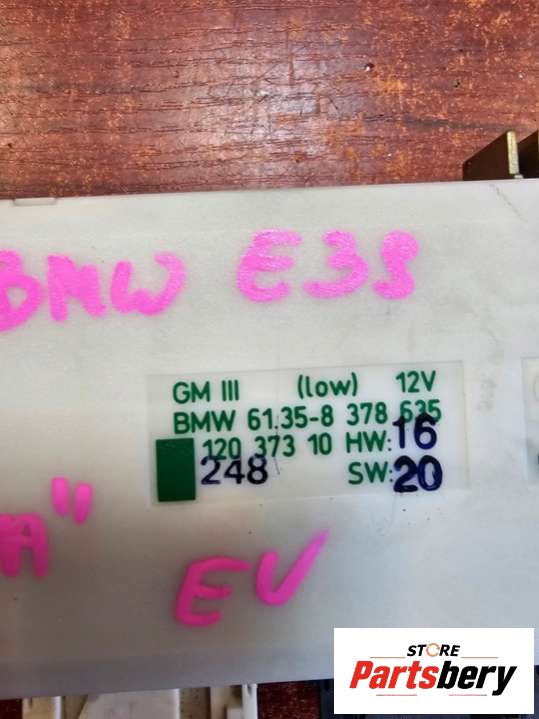 BMW E39
GM III (low) 12V
BMW 61.35-8 378 635
120 373 10 HW: 16
248 SW: 20
A"
EV
STORE
Partsbery